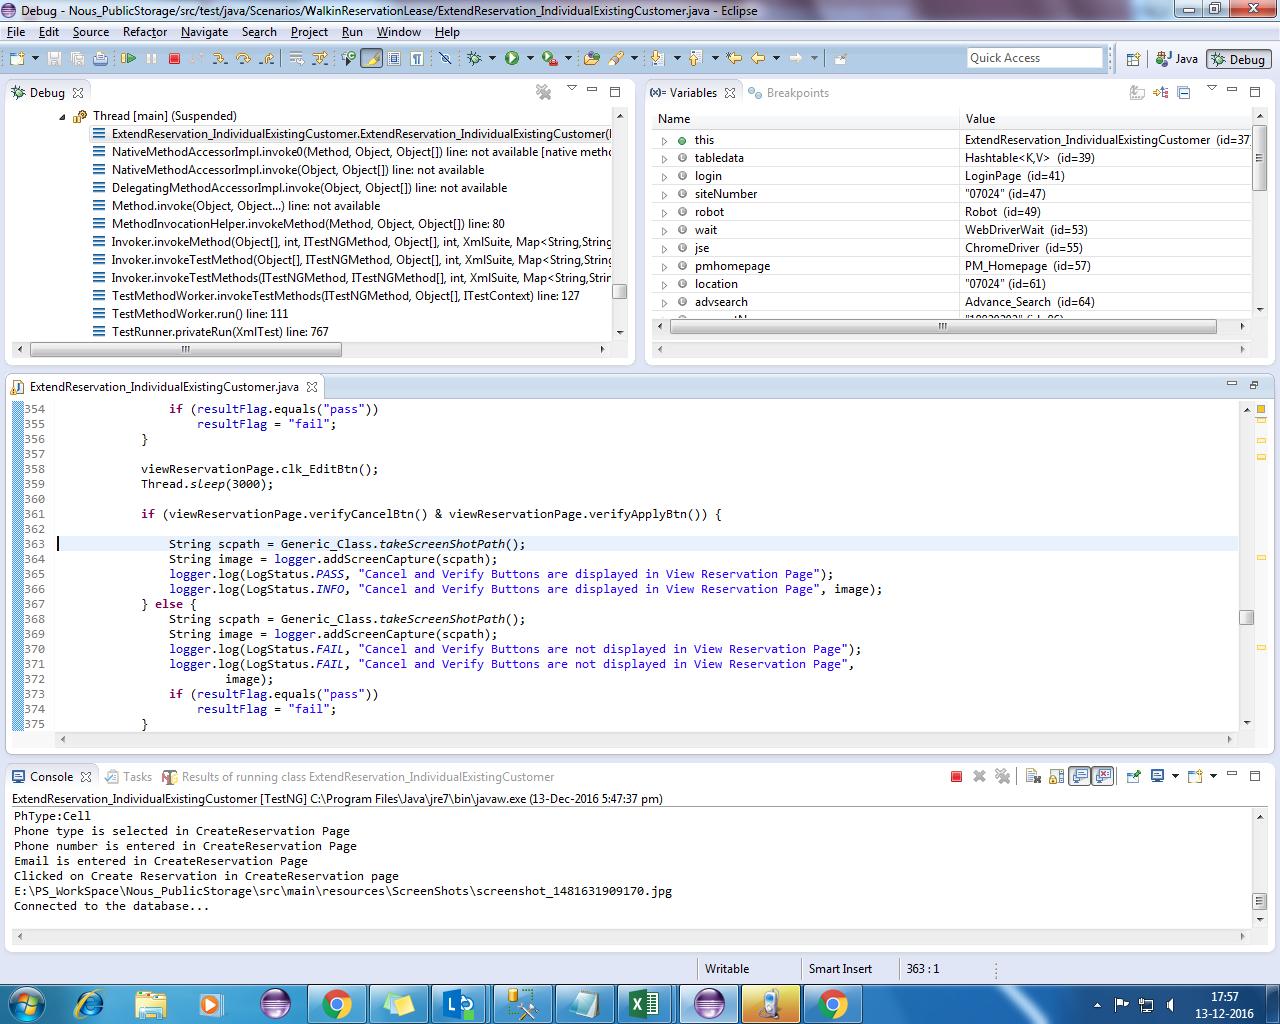 Debug - Nous_PublicStorage/src/test/java/Scenarios/WalkinReservationLease/ExtendReservation_IndividualExistingCustomer.java - Eclipse
File Edit Source Refactor Navigate Search Project Run Window Help
Quick Access Java Debug
Debug
Thread [main] (Suspended)
ExtendReservation_IndividualExistingCustomer.ExtendReservation_IndividualExistingCustomer(
NativeMethodAccessorImpl.invoke0(Method, Object, Object[]) line: not available [native metho
NativeMethodAccessorImpl.invoke(Object, Object[]) line: not available
DelegatingMethodAccessorImpl.invoke(Object, Object[]) line: not available
Method.invoke(Object, Object...) line: not available
MethodInvocationHelper.invokeMethod(Method, Object, Object[]) line: 80
Invoker.invokeMethod(Object[], int, ITestNGMethod, Object[], int, XmlSuite, Map<String,String
Invoker.invokeTestMethod(Object[], ITestNGMethod, Object[], int, XmlSuite, Map<String,String
Invoker.invokeTestMethods(ITestNGMethod, ITestNGMethod[], int, XmlSuite, Map<String,String
TestMethodWorker.invokeTestMethods(ITestNGMethod, Object[], ITestContext) line: 127
TestMethodWorker.run() line: 111
TestRunner.privateRun(XmlTest) line: 767
(x)= Variables Breakpoints
Name Value
this ExtendReservation_IndividualExistingCustomer (id=37
tabledata Hashtable<K,V> (id=39)
login LoginPage (id=41)
siteNumber "07024" (id=47)
robot Robot (id=49)
wait WebDriverWait (id=53)
jse ChromeDriver (id=55)
pmhomepage PM_Homepage (id=57)
location "07024" (id=61)
advsearch Advance_Search (id=64)
ExtendReservation_IndividualExistingCustomer.java
354 if (resultFlag.equals("pass"))
355 resultFlag = "fail";
356 }
357
358 viewReservationPage.clk_EditBtn();
359 Thread.sleep(3000);
360
361 if (viewReservationPage.verifyCancelBtn() & viewReservationPage.verifyApplyBtn()) {
362
363 String scpath = Generic_Class.takeScreenShotPath();
364 String image = logger.addScreenCapture(scpath);
365 logger.log(LogStatus.PASS, "Cancel and Verify Buttons are displayed in View Reservation Page");
366 logger.log(LogStatus.INFO, "Cancel and Verify Buttons are displayed in View Reservation Page", image);
367 } else {
368 String scpath = Generic_Class.takeScreenShotPath();
369 String image = logger.addScreenCapture(scpath);
370 logger.log(LogStatus.FAIL, "Cancel and Verify Buttons are not displayed in View Reservation Page");
371 logger.log(LogStatus.FAIL, "Cancel and Verify Buttons are not displayed in View Reservation Page",
372 image);
373 if (resultFlag.equals("pass"))
374 resultFlag = "fail";
375 }
Console Tasks Results of running class ExtendReservation_IndividualExistingCustomer
ExtendReservation_IndividualExistingCustomer [TestNG] C:\Program Files\Java\jre7\bin\javaw.exe (13-Dec-2016 5:47:37 pm)
PhType:Cell
Phone type is selected in CreateReservation Page
Phone number is entered in CreateReservation Page
Email is entered in CreateReservation Page
Clicked on Create Reservation in CreateReservation page
E:\PS_WorkSpace\Nous_PublicStorage\src\main\resources\ScreenShots\screenshot_1481631909170.jpg
Connected to the database...
Writable Smart Insert 363 : 1
17:57
13-12-2016